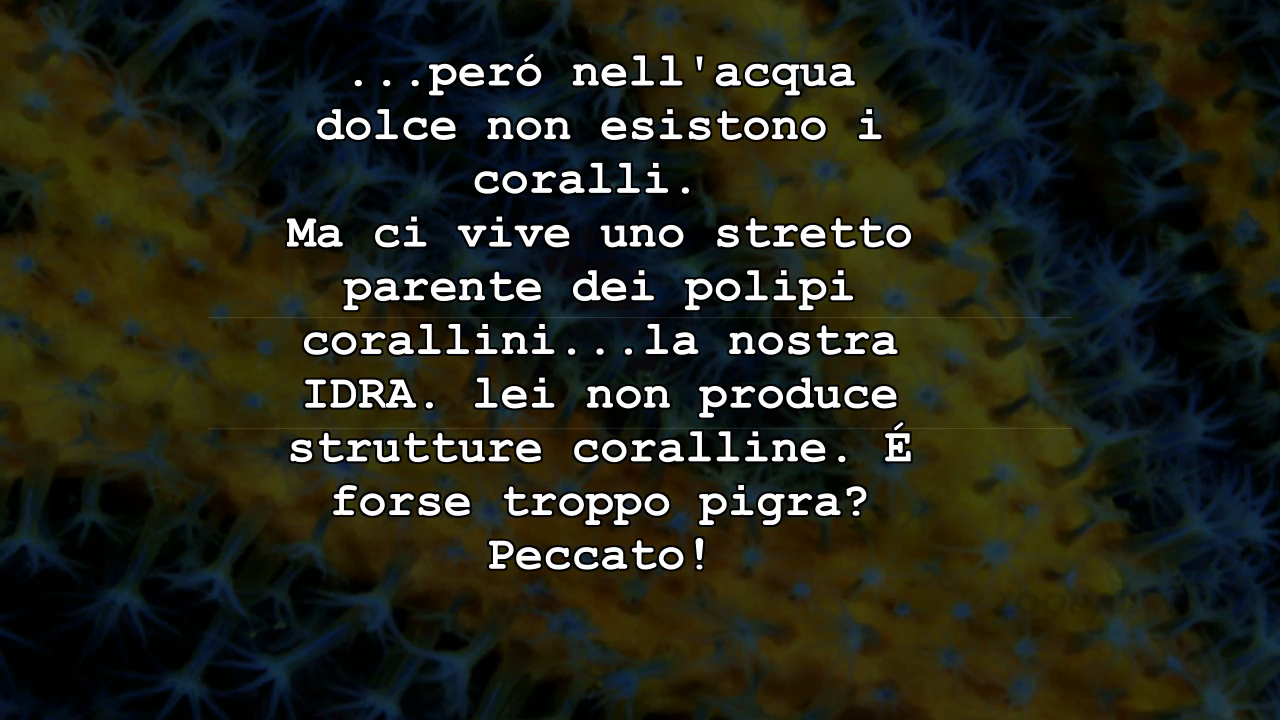 ...peró nell'acqua
dolce non esistono i
coralli.
Ma ci vive uno stretto
parente dei polipi
corallini...la nostra
IDRA. lei non produce
strutture coralline. É
forse troppo pigra?
Peccato!